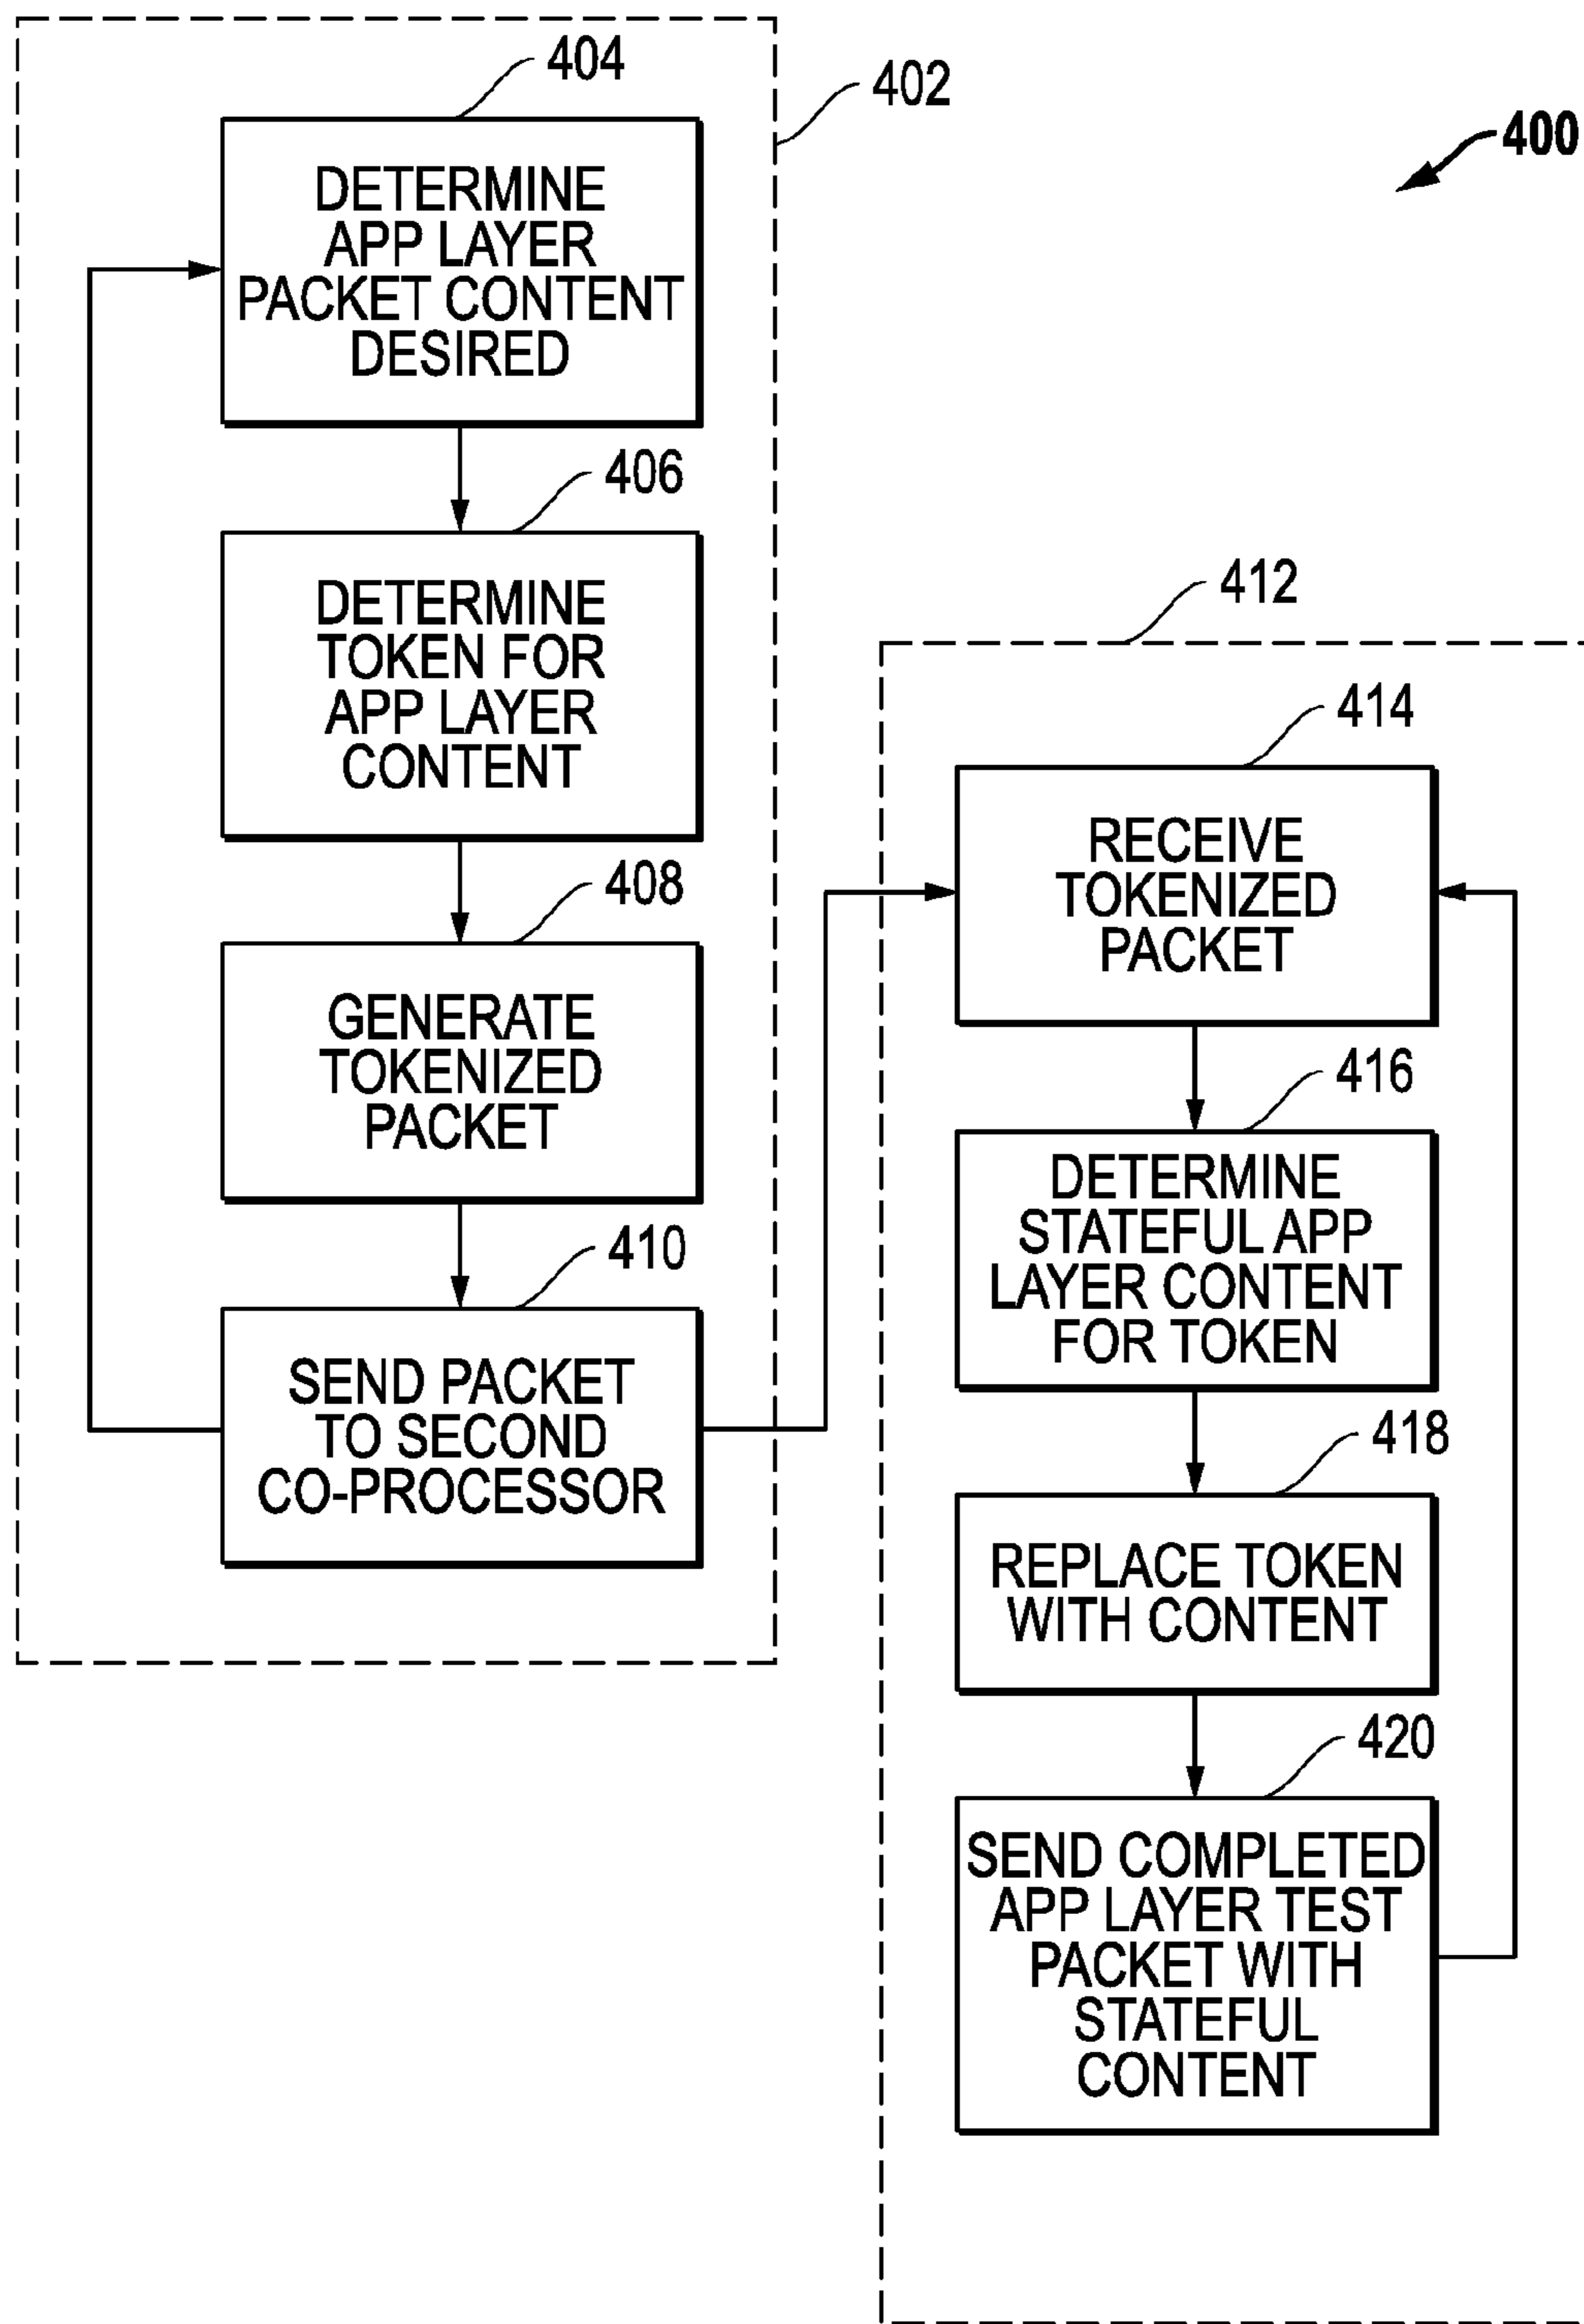 404
402
400
DETERMINE
APP LAYER
PACKET CONTENT
DESIRED
406
DETERMINE
TOKEN FOR
APP LAYER
CONTENT
408
GENERATE
TOKENIZED
PACKET
410
SEND PACKET
TO SECOND
CO-PROCESSOR
412
414
RECEIVE
TOKENIZED
PACKET
416
DETERMINE
STATEFUL APP
LAYER CONTENT
FOR TOKEN
418
REPLACE TOKEN
WITH CONTENT
420
SEND COMPLETED
APP LAYER TEST
PACKET WITH
STATEFUL
CONTENT